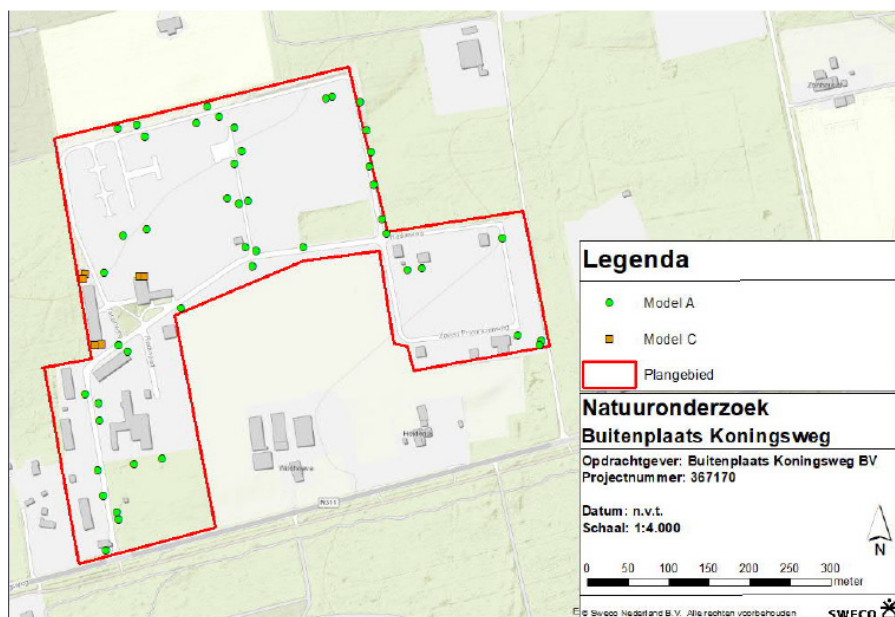 Legenda
Model A
Model C
Plangebied
Natuuronderzoek
Buitenplaats Koningsweg
Opdrachtgever: Buitenplaats Koningsweg BV
Projectnummer: 367170
Datum: n.v.t.
Schaal: 1:4.000
N
0 50 100 150 200 250 300
meter
© Sweco Nederland B.V. Alle rechten voorbehouden
SWECO
N311